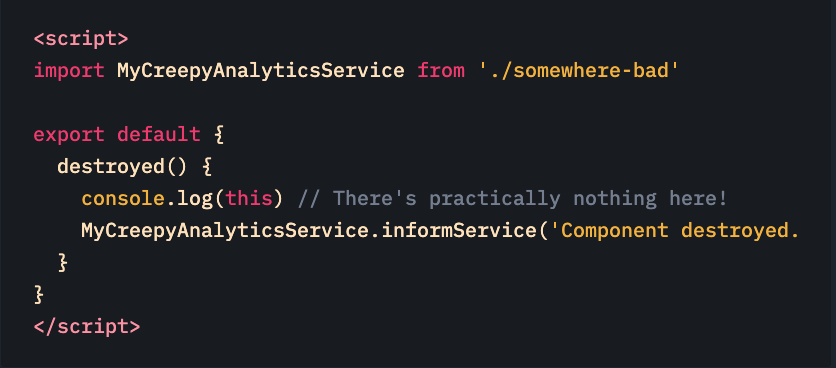 <script>
import MyCreepyAnalyticsService from './somewhere-bad'
export default {
destroyed() {
console.log(this) // There's practically nothing here!
MyCreepyAnalyticsService.informService('Component destroyed.
}
}
</script>